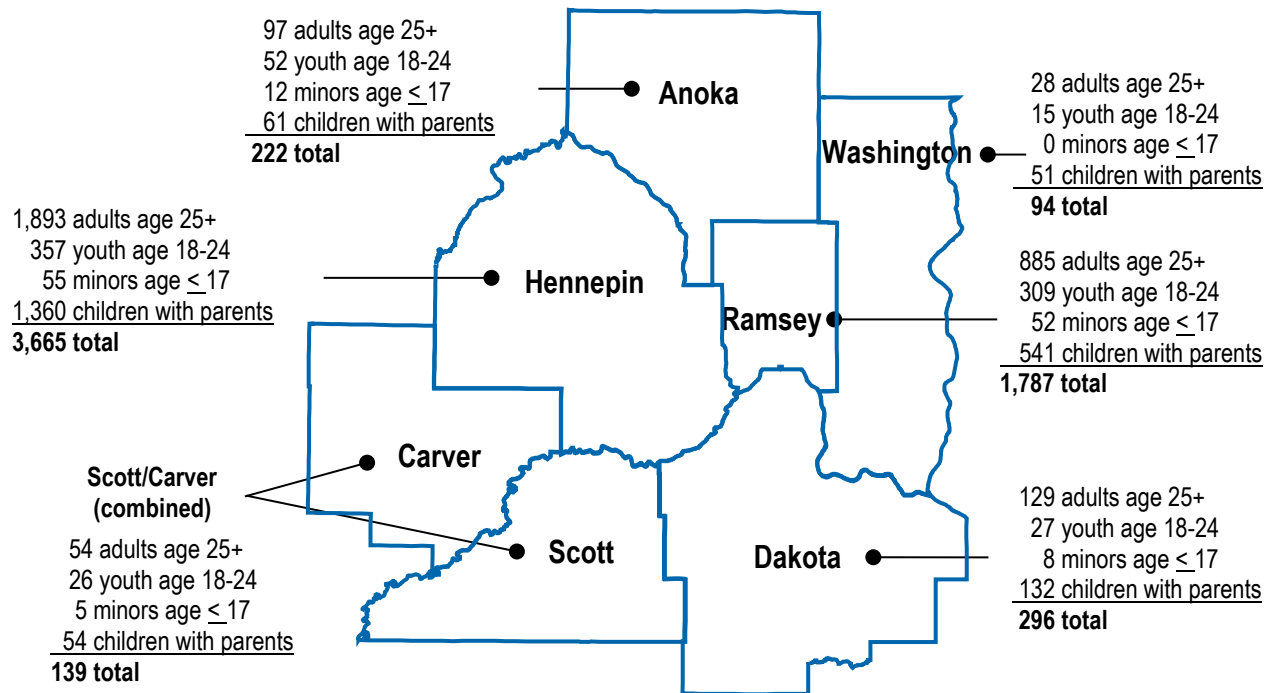 97 adults age 25+
52 youth age 18-24
12 minors age < 17
61 children with parents
222 total
Anoka
28 adults age 25+
15 youth age 18-24
0 minors age < 17
51 children with parents
94 total
Washington
1,893 adults age 25+
357 youth age 18-24
55 minors age < 17
1,360 children with parents
3,665 total
Hennepin
885 adults age 25+
309 youth age 18-24
52 minors age < 17
541 children with parents
1,787 total
Ramsey
Carver
Scott/Carver
(combined)
54 adults age 25+
26 youth age 18-24
5 minors age < 17
54 children with parents
139 total
Scott
Dakota
129 adults age 25+
27 youth age 18-24
8 minors age < 17
132 children with parents
296 total